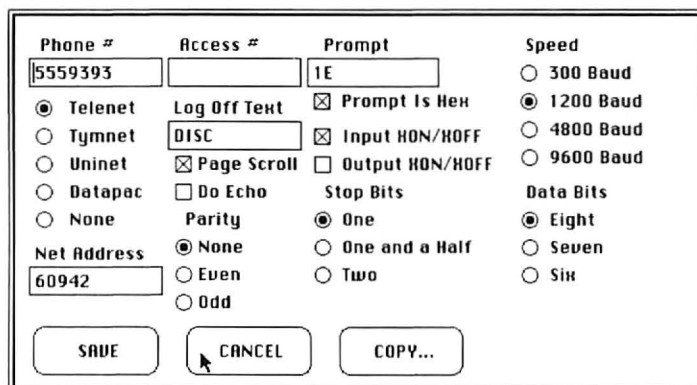 Phone # Access # Prompt Speed
5559393 1E 300 Baud
Telenet Log Off Text Prompt Is Hex 1200 Baud
Tymnet DISC Input XON/XOFF 4800 Baud
Uninet Page Scroll Output XON/XOFF 9600 Baud
Datapac Do Echo Stop Bits Data Bits
None Parity One Eight
Net Address None One and a Half Seven
60942 Even Two Six
Odd
SAVE CANCEL COPY...